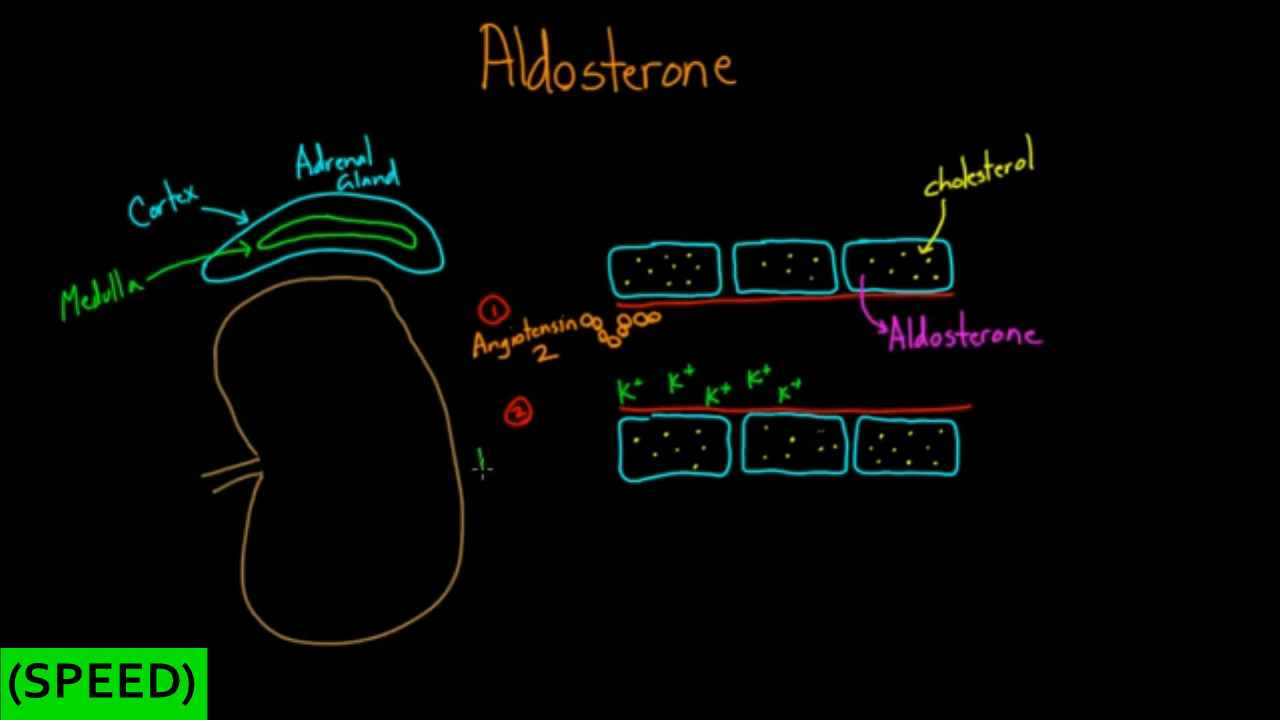 Aldosterone
Adrenal
Gland
Cortex
Medulla
cholesterol
1
Angiotensin
2
Aldosterone
K+ K+ K+ K+ K+
2
(SPEED)